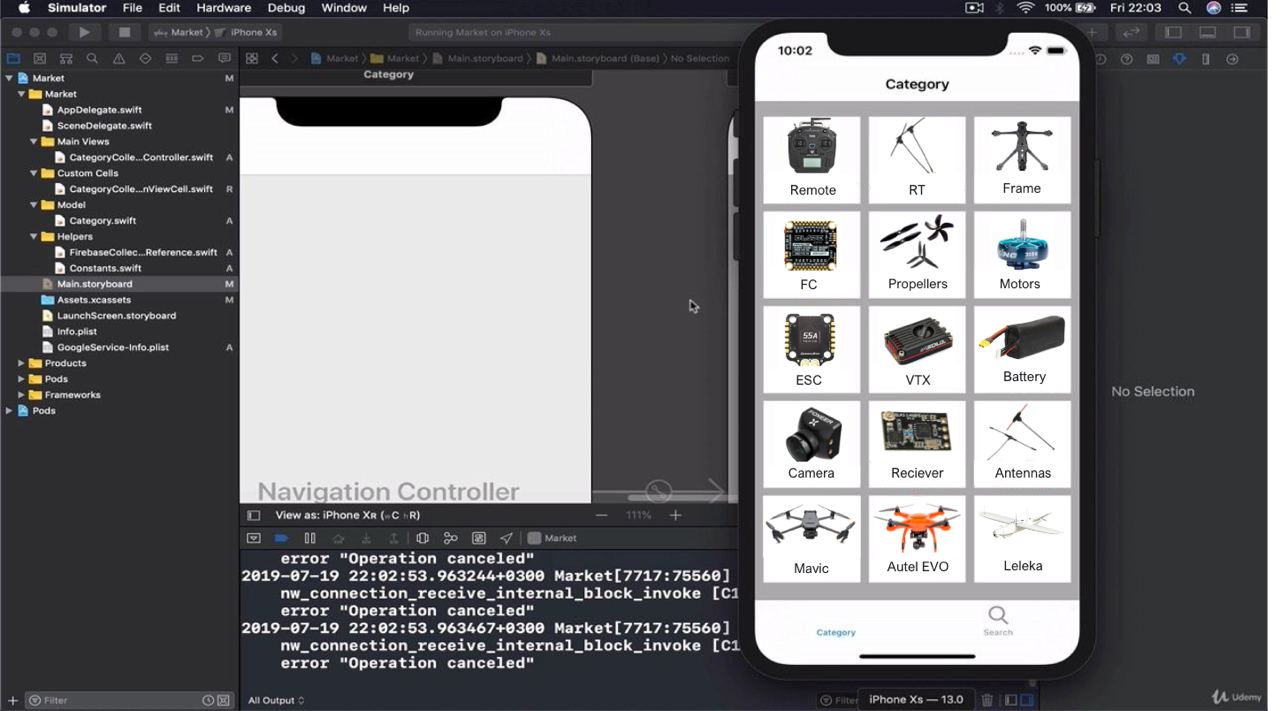 Simulator File Edit Hardware Debug Window Help 100% Fri 22:03
Market iPhone Xs Running Market on iPhone Xs
Market Market Main.storyboard Main.storyboard (Base) No Selection
Market M
Market
AppDelegate.swift M
SceneDelegate.swift
Main Views
CategoryColle...Controller.swift A
Custom Cells
CategoryColle...nViewCell.swift R
Model
Category.swift A
Helpers
FirebaseCollec...Reference.swift A
Constants.swift A
Main.storyboard M
Assets.xcassets M
LaunchScreen.storyboard
Info.plist
GoogleService-Info.plist A
Products
Pods
Frameworks
Pods
Filter
Category
Navigation Controller
View as: iPhone XR (wC hR) 111%
Market
error "Operation canceled"
2019-07-19 22:02:53.963244+0300 Market[7717:75560]
nw_connection_receive_internal_block_invoke [C1
error "Operation canceled"
2019-07-19 22:02:53.963467+0300 Market[7717:75560]
nw_connection_receive_internal_block_invoke [C1
error "Operation canceled"
All Output Filter
10:02
Category
Remote RT Frame
FC Propellers Motors
55A
ESC VTX Battery
Camera Reciever Antennas
Mavic Autel EVO Leleka
Category Search
iPhone Xs — 13.0
No Selection
Udemy